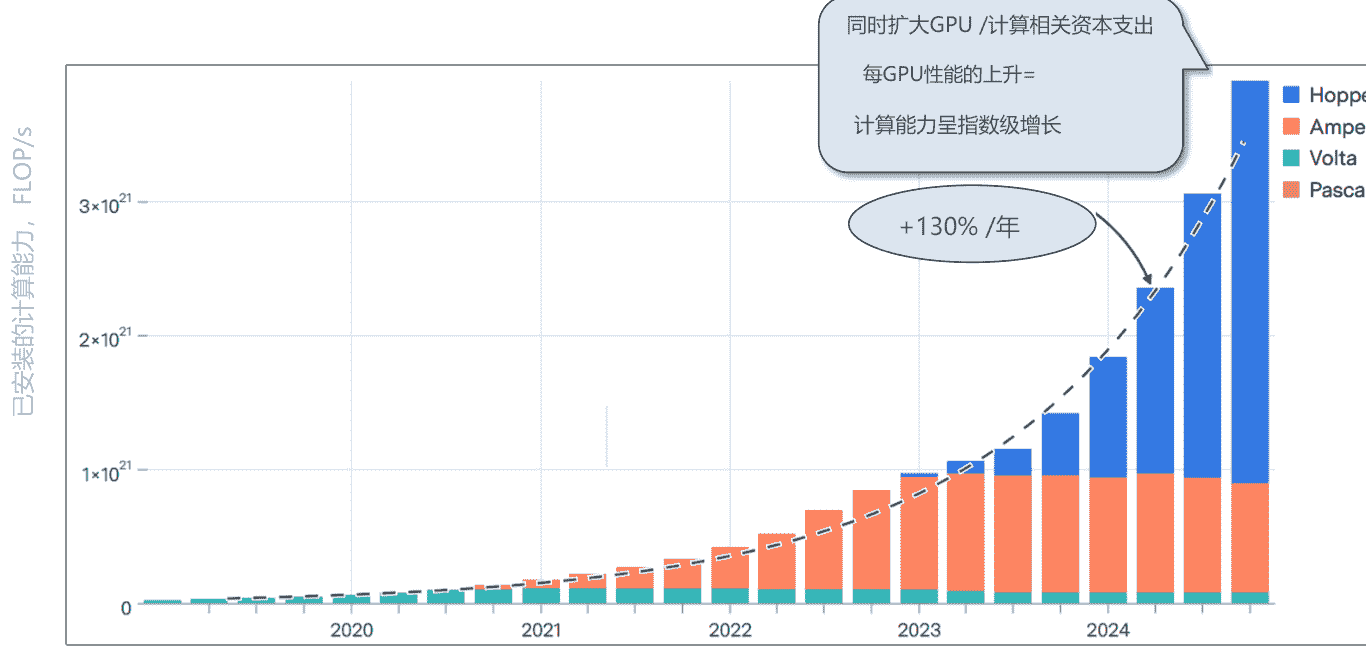 同时扩大GPU /计算相关资本支出
每GPU性能的上升=
计算能力呈指数级增长
+130% /年
已安装的计算能力，FLOP/s
3×10²¹
2×10²¹
1×10²¹
0
Hoppe
Ampe
Volta
Pasca
2020
2021
2022
2023
2024